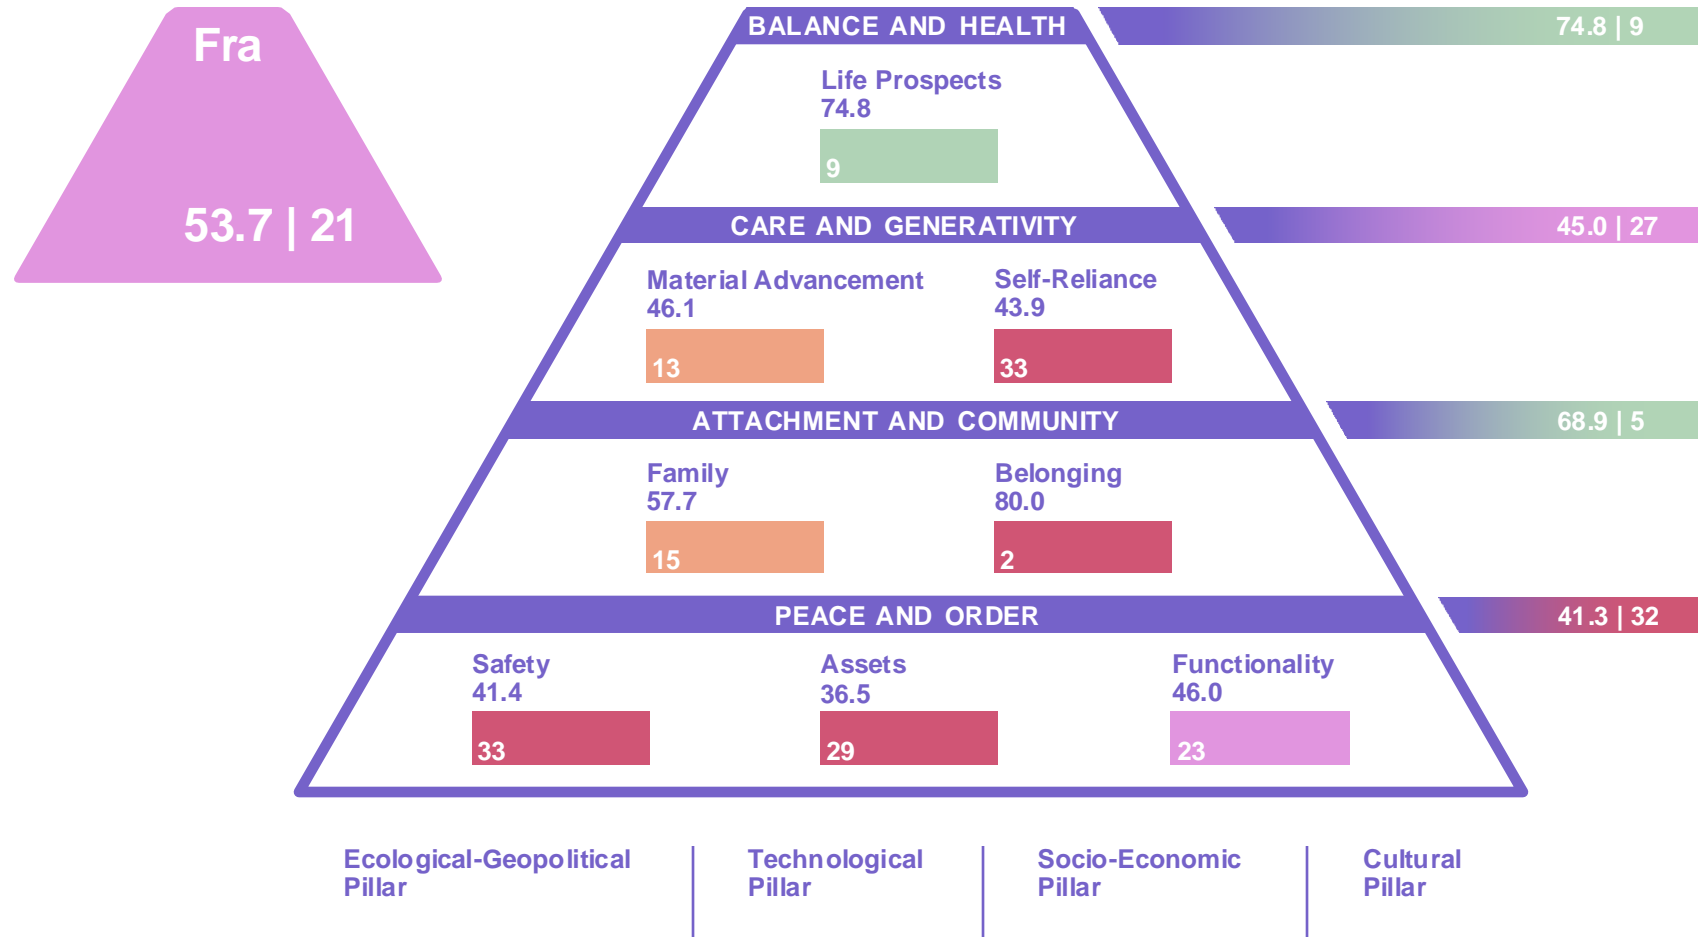 Fra
53.7 | 21
BALANCE AND HEALTH
74.8 | 9
Life Prospects
74.8
9
CARE AND GENERATIVITY
45.0 | 27
Material Advancement
46.1
13
Self-Reliance
43.9
33
ATTACHMENT AND COMMUNITY
68.9 | 5
Family
57.7
15
Belonging
80.0
2
PEACE AND ORDER
41.3 | 32
Safety
41.4
33
Assets
36.5
29
Functionality
46.0
23
Ecological-Geopolitical
Pillar
Technological
Pillar
Socio-Economic
Pillar
Cultural
Pillar